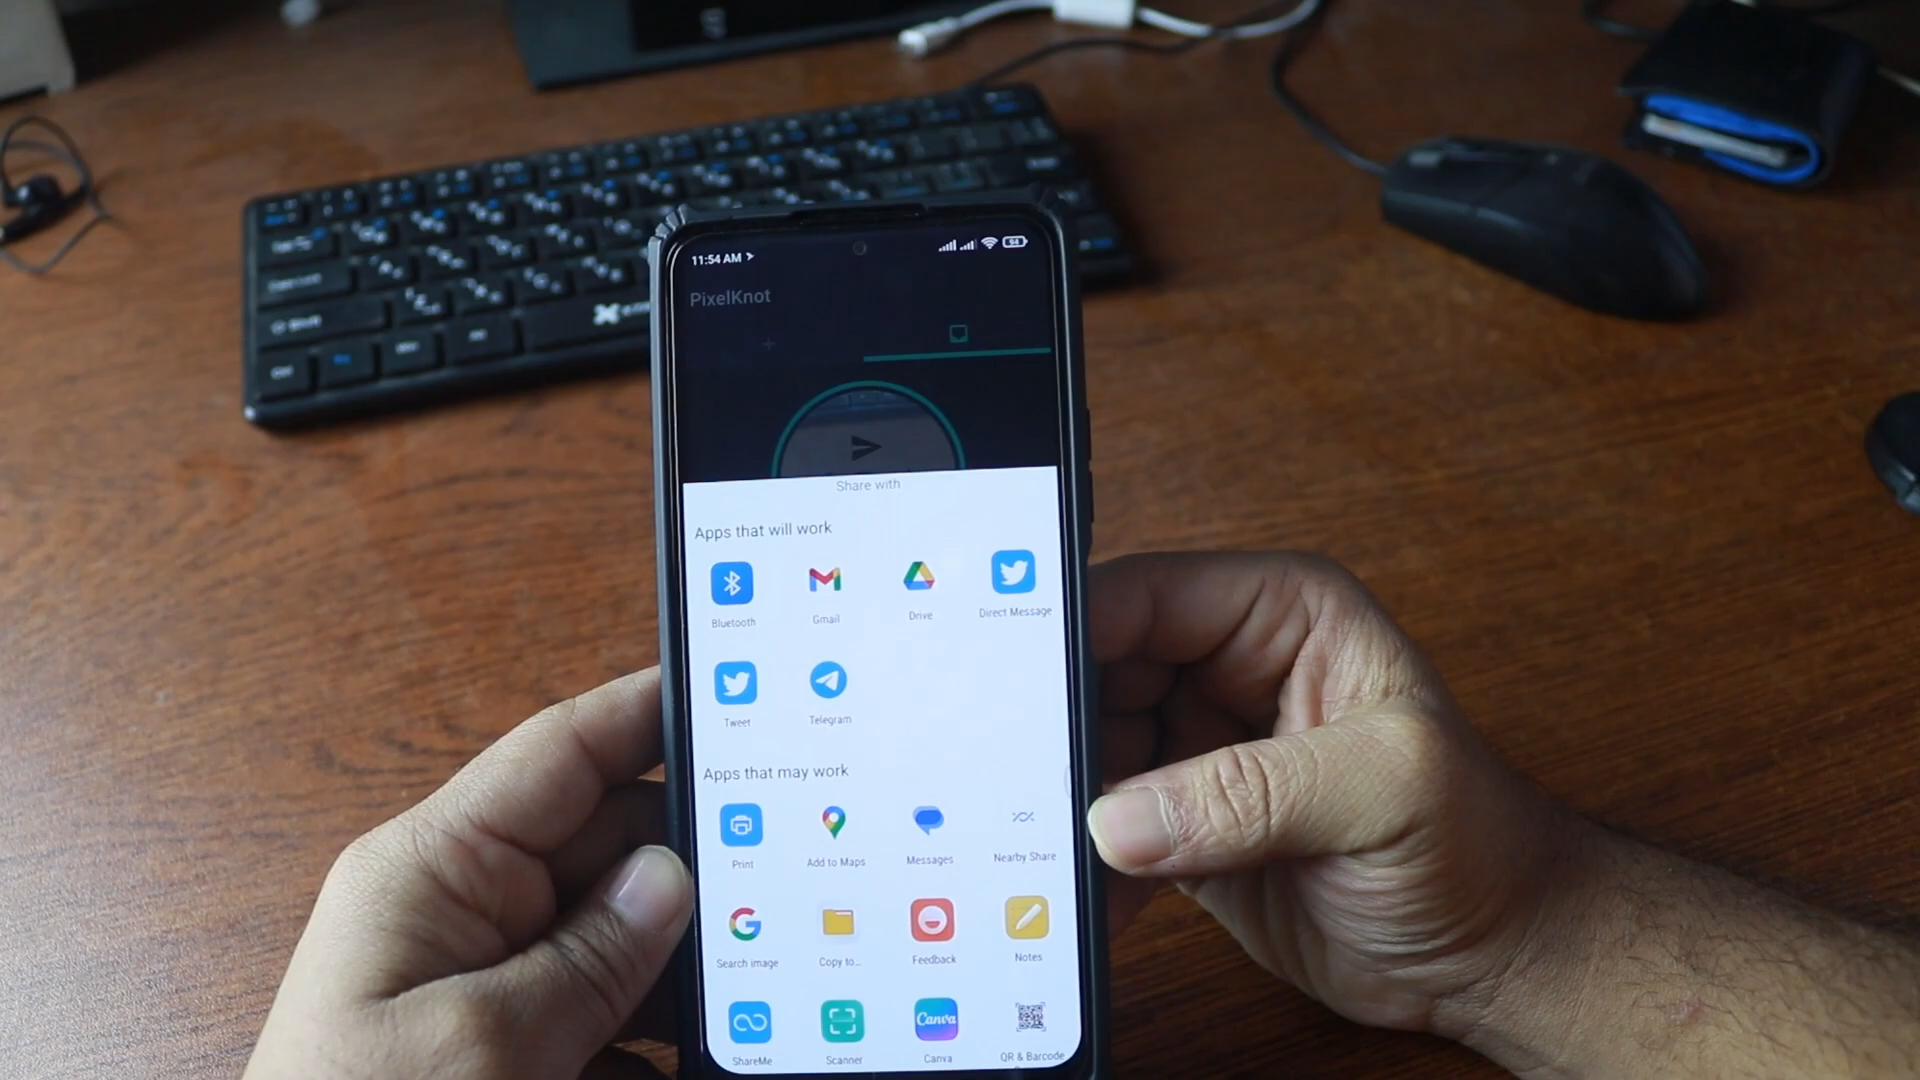 11:54 AM
94
PixelKnot
Share with
Apps that will work
Bluetooth
Gmail
Drive
Direct Message
Tweet
Telegram
Apps that may work
Print
Add to Maps
Messages
Nearby Share
Search image
Copy to...
Feedback
Notes
ShareMe
Scanner
Canva
Canva
QR & Barcode